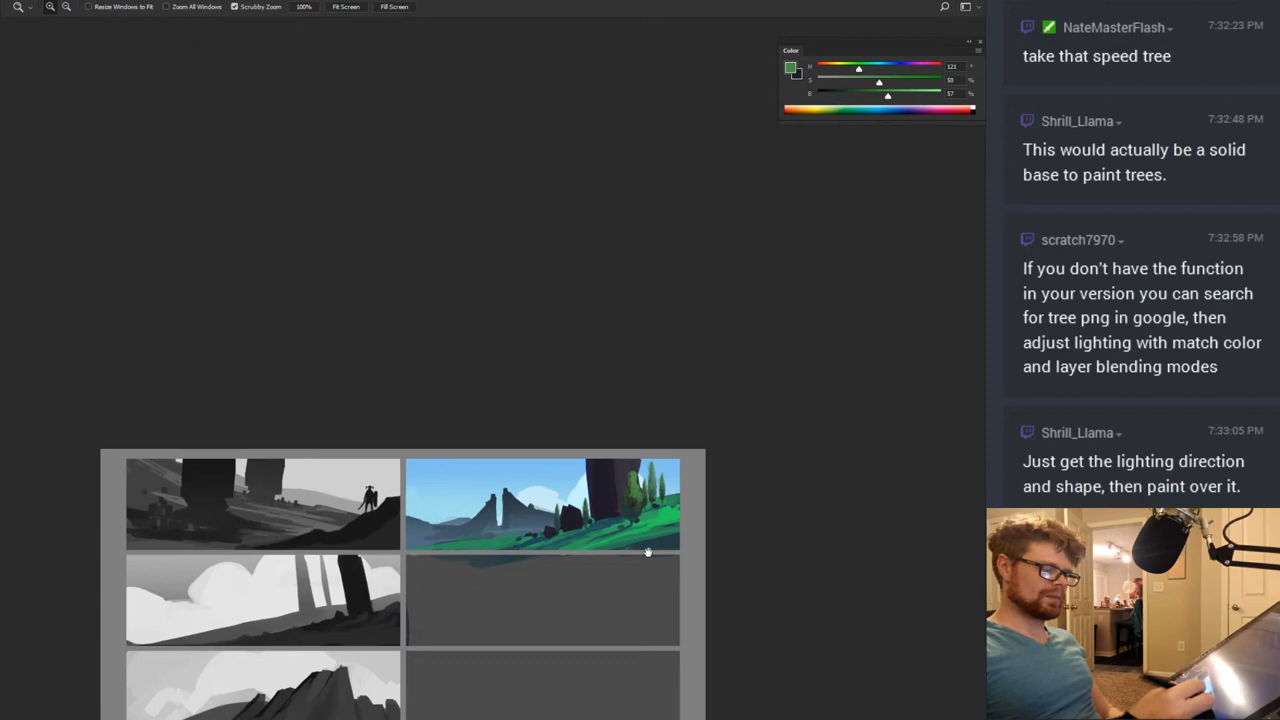 Resize Windows to Fit Zoom All Windows Scrubby Zoom 100% Fit Screen Fill Screen
Color
H 121 °
S 50 %
B 57 %
NateMasterFlash 7:32:23 PM
take that speed tree
Shrill_Llama 7:32:48 PM
This would actually be a solid
base to paint trees.
scratch7970 7:32:58 PM
If you don't have the function
in your version you can search
for tree png in google, then
adjust lighting with match color
and layer blending modes
Shrill_Llama 7:33:05 PM
Just get the lighting direction
and shape, then paint over it.